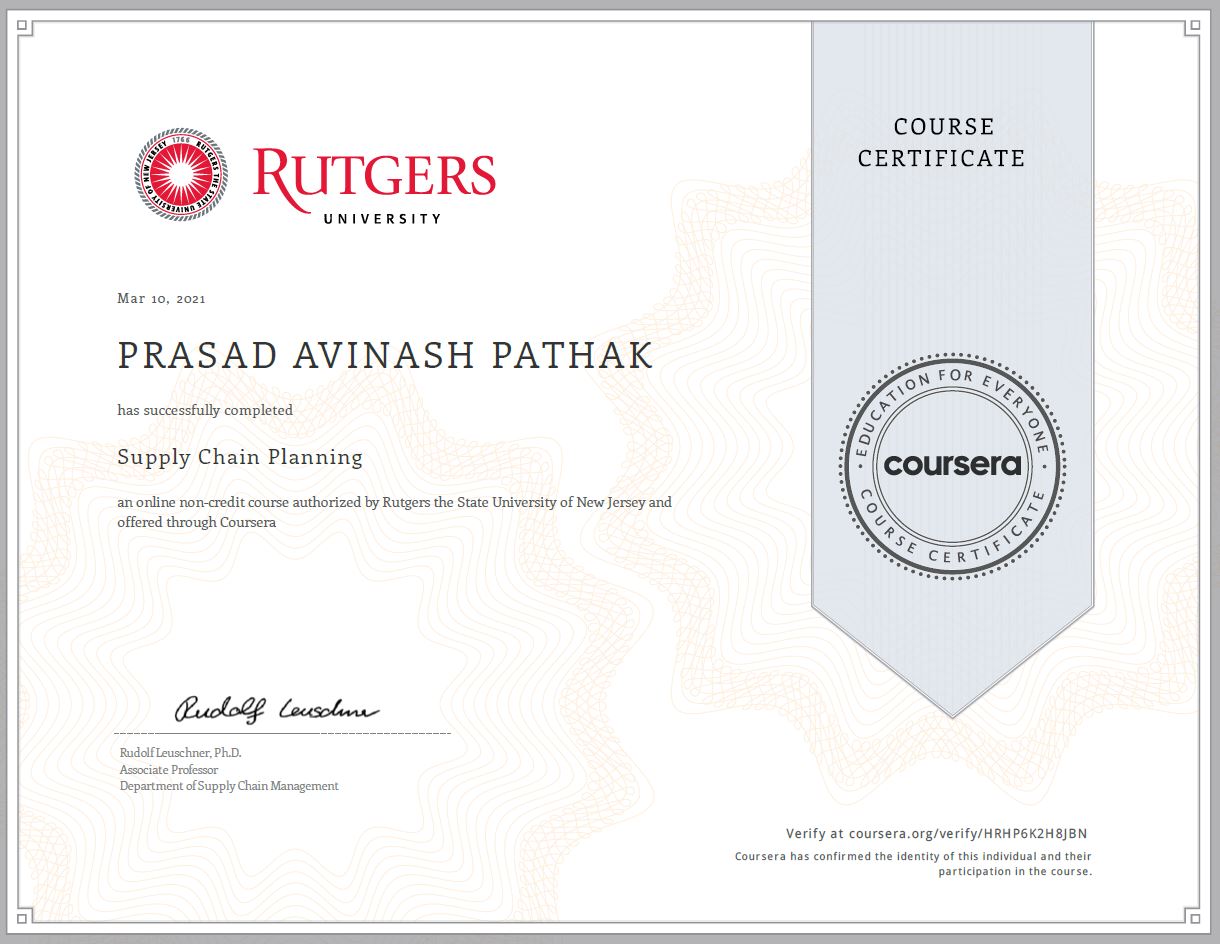 1766
RUTGERS THE STATE UNIVERSITY OF NEW JERSEY
RUTGERS
UNIVERSITY
COURSE
CERTIFICATE
Mar 10, 2021
PRASAD AVINASH PATHAK
has successfully completed
Supply Chain Planning
an online non-credit course authorized by Rutgers the State University of New Jersey and
offered through Coursera
EDUCATION FOR EVERYONE
coursera
COURSE CERTIFICATE
Rudolf Leuschner
Rudolf Leuschner, Ph.D.
Associate Professor
Department of Supply Chain Management
Verify at coursera.org/verify/HRHP6K2H8JBN
Coursera has confirmed the identity of this individual and their
participation in the course.